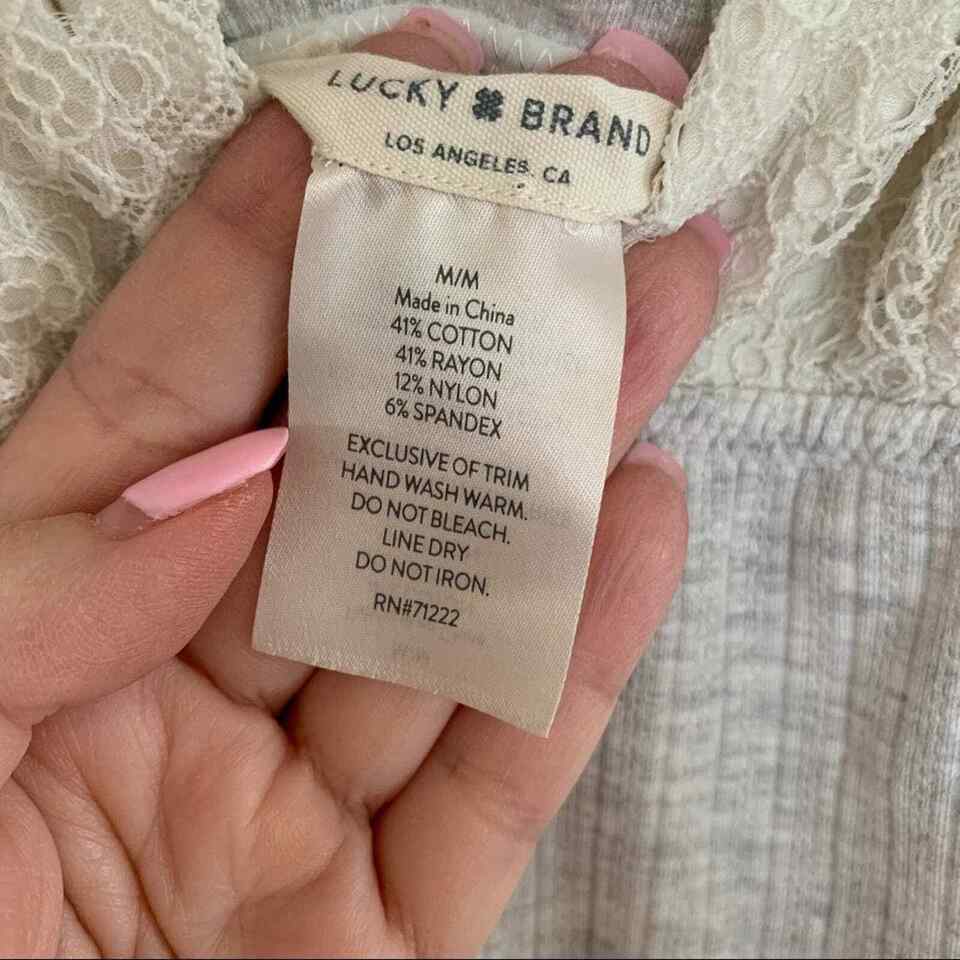 LUCKY BRAND
LOS ANGELES, CA
M/M
Made in China
41% COTTON
41% RAYON
12% NYLON
6% SPANDEX
EXCLUSIVE OF TRIM
HAND WASH WARM.
DO NOT BLEACH.
LINE DRY
DO NOT IRON.
RN#71222